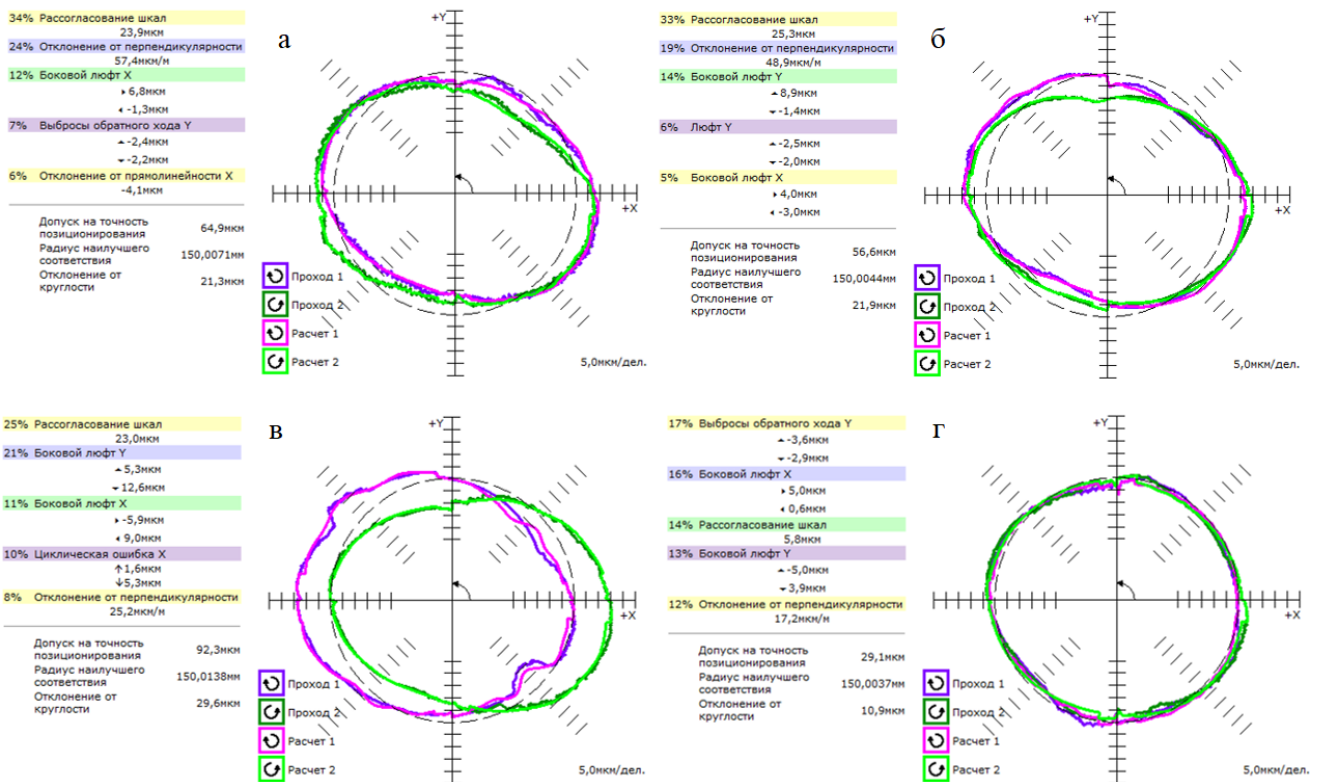 34% Рассогласование шкал
23,9мкм
24% Отклонение от перпендикулярности
57,4мкм/м
12% Боковой люфт X
6,8мкм
-1,3мкм
7% Выбросы обратного хода Y
-2,4мкм
-2,2мкм
6% Отклонение от прямолинейности X
-4,1мкм
Допуск на точность
позиционирования
64,9мкм
Радиус наилучшего
соответствия
150,0071мм
Отклонение от
круглости
21,3мкм
а
+Y
+X
Проход 1
Проход 2
Расчет 1
Расчет 2
5,0мкм/дел.
33% Рассогласование шкал
25,3мкм
19% Отклонение от перпендикулярности
48,9мкм/м
14% Боковой люфт Y
8,9мкм
-1,4мкм
6% Люфт Y
-2,5мкм
-2,0мкм
5% Боковой люфт X
4,0мкм
-3,0мкм
Допуск на точность
позиционирования
56,6мкм
Радиус наилучшего
соответствия
150,0044мм
Отклонение от
круглости
21,9мкм
б
+Y
+X
Проход 1
Проход 2
Расчет 1
Расчет 2
5,0мкм/дел.
25% Рассогласование шкал
23,0мкм
21% Боковой люфт Y
5,3мкм
12,6мкм
11% Боковой люфт X
-5,9мкм
9,0мкм
10% Циклическая ошибка X
↑1,6мкм
↓5,3мкм
8% Отклонение от перпендикулярности
25,2мкм/м
Допуск на точность
позиционирования
92,3мкм
Радиус наилучшего
соответствия
150,0138мм
Отклонение от
круглости
29,6мкм
в
+Y
+X
Проход 1
Проход 2
Расчет 1
Расчет 2
5,0мкм/дел.
17% Выбросы обратного хода Y
-3,6мкм
-2,9мкм
16% Боковой люфт X
5,0мкм
0,6мкм
14% Рассогласование шкал
5,8мкм
13% Боковой люфт Y
-5,0мкм
3,9мкм
12% Отклонение от перпендикулярности
17,2мкм/м
Допуск на точность
позиционирования
29,1мкм
Радиус наилучшего
соответствия
150,0037мм
Отклонение от
круглости
10,9мкм
г
+Y
+X
Проход 1
Проход 2
Расчет 1
Расчет 2
5,0мкм/дел.